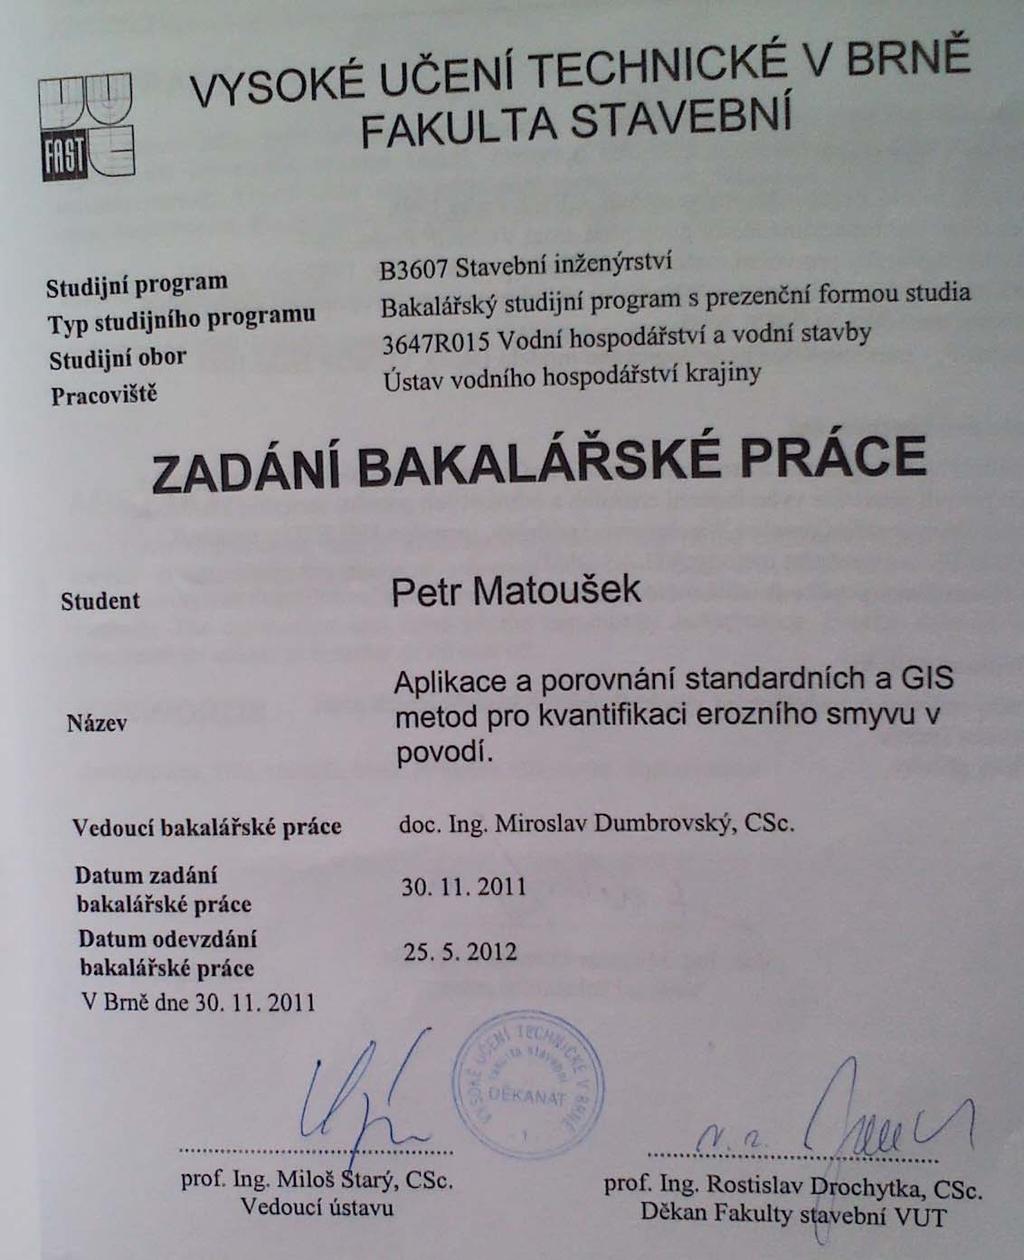 VYSOKÉ UČENÍ TECHNICKÉ V BRNĚ
FAKULTA STAVEBNÍ
FAST
Studijní program B3607 Stavební inženýrství
Typ studijního programu Bakalářský studijní program s prezenční formou studia
Studijní obor 3647R015 Vodní hospodářství a vodní stavby
Pracoviště Ústav vodního hospodářství krajiny
ZADÁNÍ BAKALÁŘSKÉ PRÁCE
Student Petr Matoušek
Název
Aplikace a porovnání standardních a GIS
metod pro kvantifikaci erozního smyvu v
povodí.
Vedoucí bakalářské práce doc. Ing. Miroslav Dumbrovský, CSc.
Datum zadání
bakalářské práce
30. 11. 2011
Datum odevzdání
bakalářské práce
25. 5. 2012
V Brně dne 30. 11. 2011
VYSOKÉ UČENÍ TECHNICKÉ V BRNĚ
fakulta stavební
DĚKANÁT
- 1 -
prof. Ing. Miloš Starý, CSc.
Vedoucí ústavu
prof. Ing. Rostislav Drochytka, CSc.
Děkan Fakulty stavební VUT